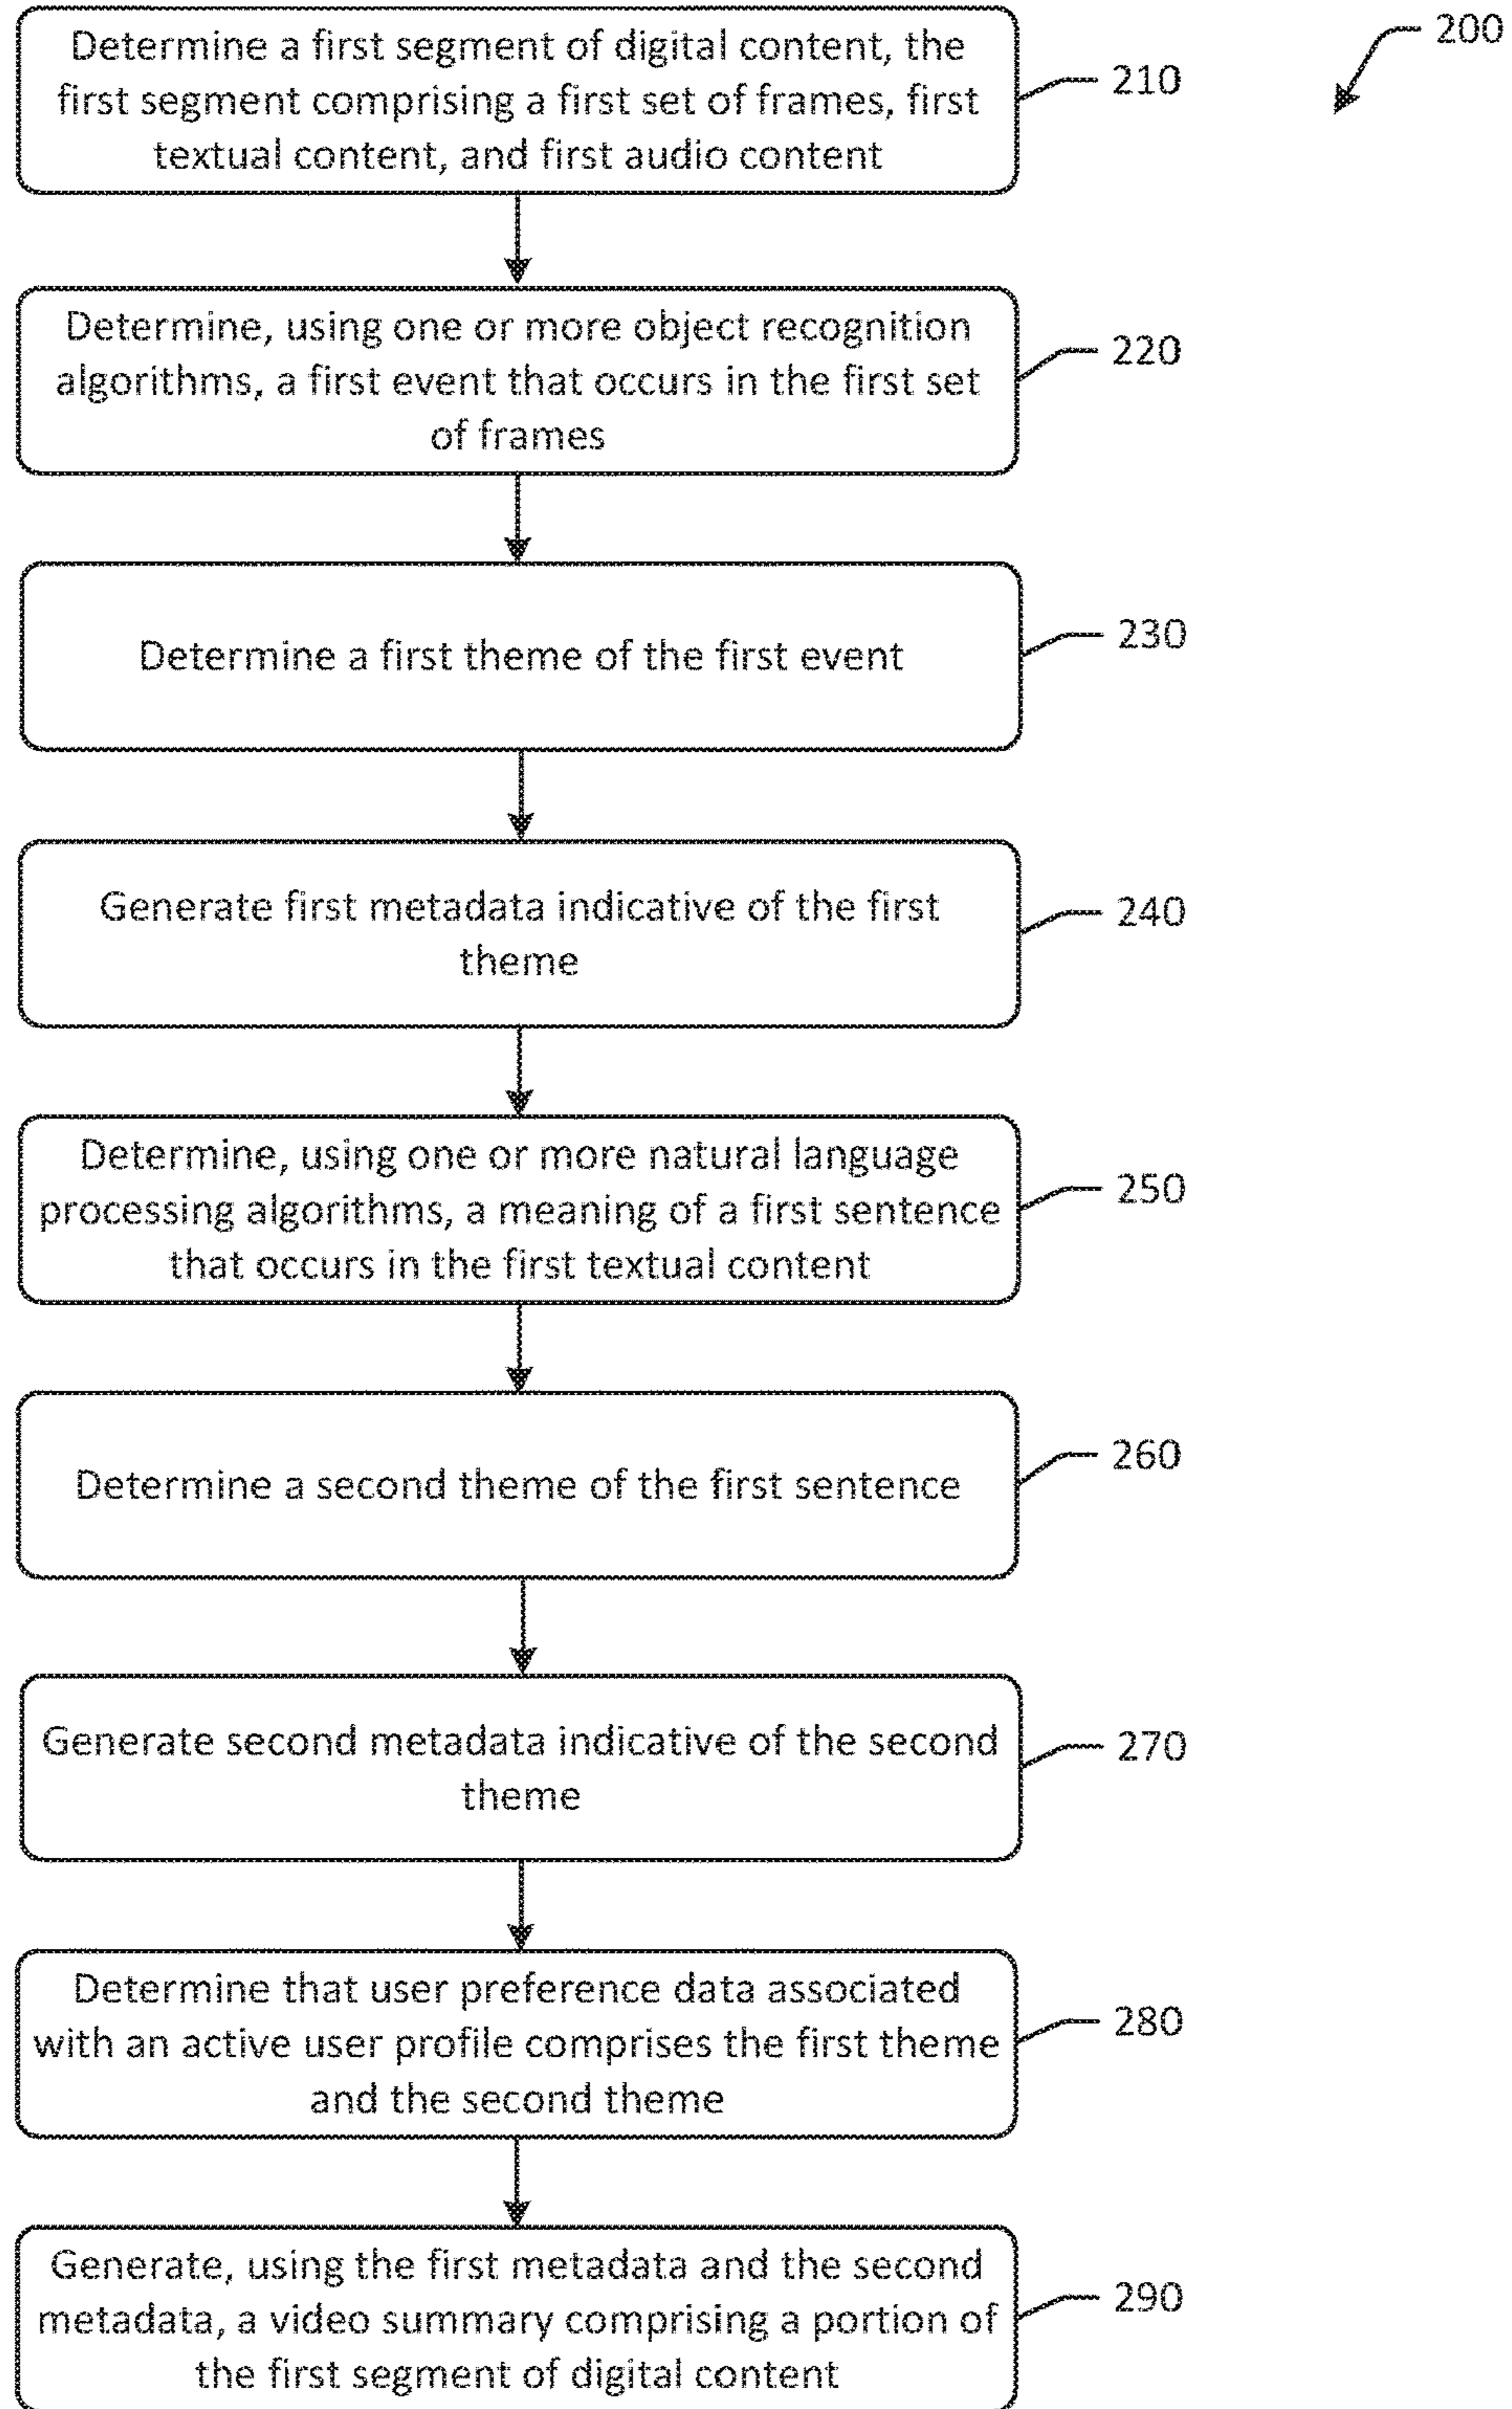 200
Determine a first segment of digital content, the
first segment comprising a first set of frames, first
textual content, and first audio content
210
Determine, using one or more object recognition
algorithms, a first event that occurs in the first set
of frames
220
Determine a first theme of the first event
230
Generate first metadata indicative of the first
theme
240
Determine, using one or more natural language
processing algorithms, a meaning of a first sentence
that occurs in the first textual content
250
Determine a second theme of the first sentence
260
Generate second metadata indicative of the second
theme
270
Determine that user preference data associated
with an active user profile comprises the first theme
and the second theme
280
Generate, using the first metadata and the second
metadata, a video summary comprising a portion of
the first segment of digital content
290